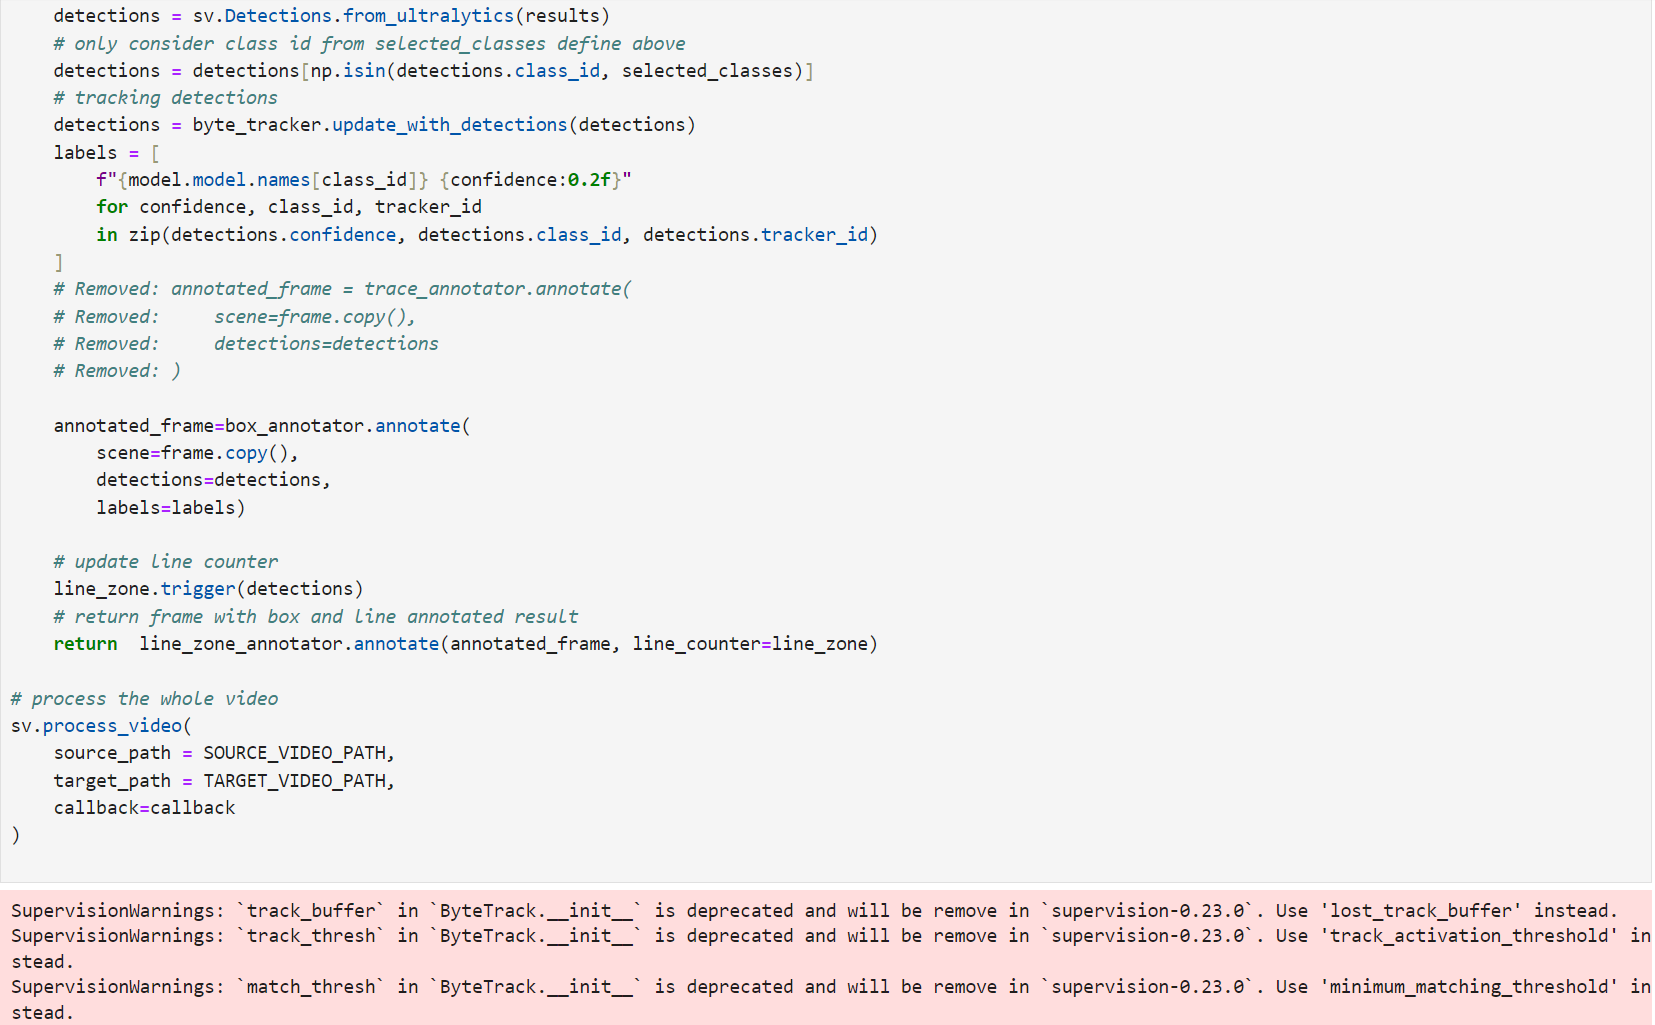 detections = sv.Detections.from_ultralytics(results)
    # only consider class id from selected_classes define above
    detections = detections[np.isin(detections.class_id, selected_classes)]
    # tracking detections
    detections = byte_tracker.update_with_detections(detections)
    labels = [
        f"{model.model.names[class_id]} {confidence:0.2f}"
        for confidence, class_id, tracker_id
        in zip(detections.confidence, detections.class_id, detections.tracker_id)
    ]
    # Removed: annotated_frame = trace_annotator.annotate(
    # Removed:     scene=frame.copy(),
    # Removed:     detections=detections
    # Removed: )

    annotated_frame=box_annotator.annotate(
        scene=frame.copy(),
        detections=detections,
        labels=labels)

    # update line counter
    line_zone.trigger(detections)
    # return frame with box and line annotated result
    return  line_zone_annotator.annotate(annotated_frame, line_counter=line_zone)

# process the whole video
sv.process_video(
    source_path = SOURCE_VIDEO_PATH,
    target_path = TARGET_VIDEO_PATH,
    callback=callback
)

SupervisionWarnings: `track_buffer` in `ByteTrack.__init__` is deprecated and will be remove in `supervision-0.23.0`. Use 'lost_track_buffer' instead.
SupervisionWarnings: `track_thresh` in `ByteTrack.__init__` is deprecated and will be remove in `supervision-0.23.0`. Use 'track_activation_threshold' in
stead.
SupervisionWarnings: `match_thresh` in `ByteTrack.__init__` is deprecated and will be remove in `supervision-0.23.0`. Use 'minimum_matching_threshold' in
stead.